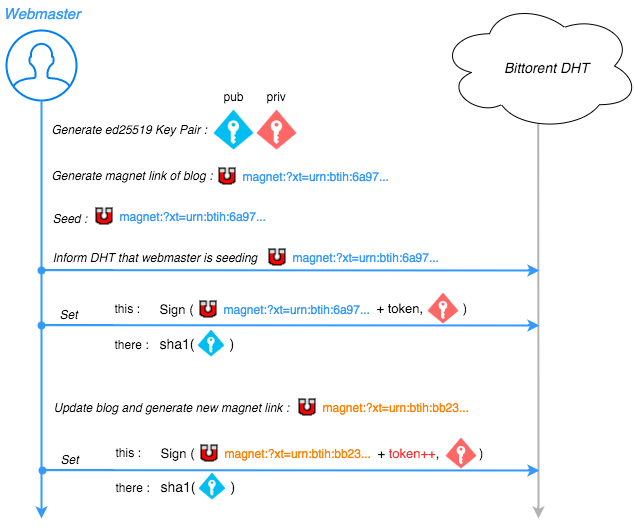 Webmaster
Bittorent DHT
pub priv
Generate ed25519 Key Pair :
Generate magnet link of blog : magnet:?xt=urn:btih:6a97...
Seed : magnet:?xt=urn:btih:6a97...
Inform DHT that webmaster is seeding magnet:?xt=urn:btih:6a97...
Set this : Sign ( magnet:?xt=urn:btih:6a97... + token, )
there : sha1( )
Update blog and generate new magnet link : magnet:?xt=urn:btih:bb23...
Set this : Sign ( magnet:?xt=urn:btih:bb23... + token++, )
there : sha1( )